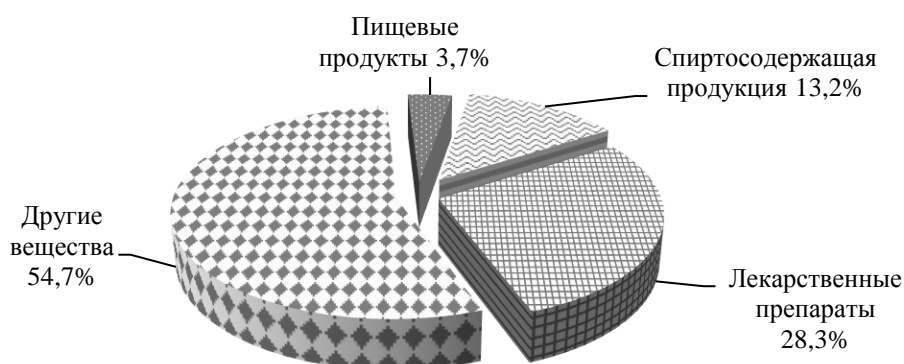 Пищевые
продукты 3,7%
Спиртосодержащая
продукция 13,2%
Другие
вещества
54,7%
Лекарственные
препараты
28,3%